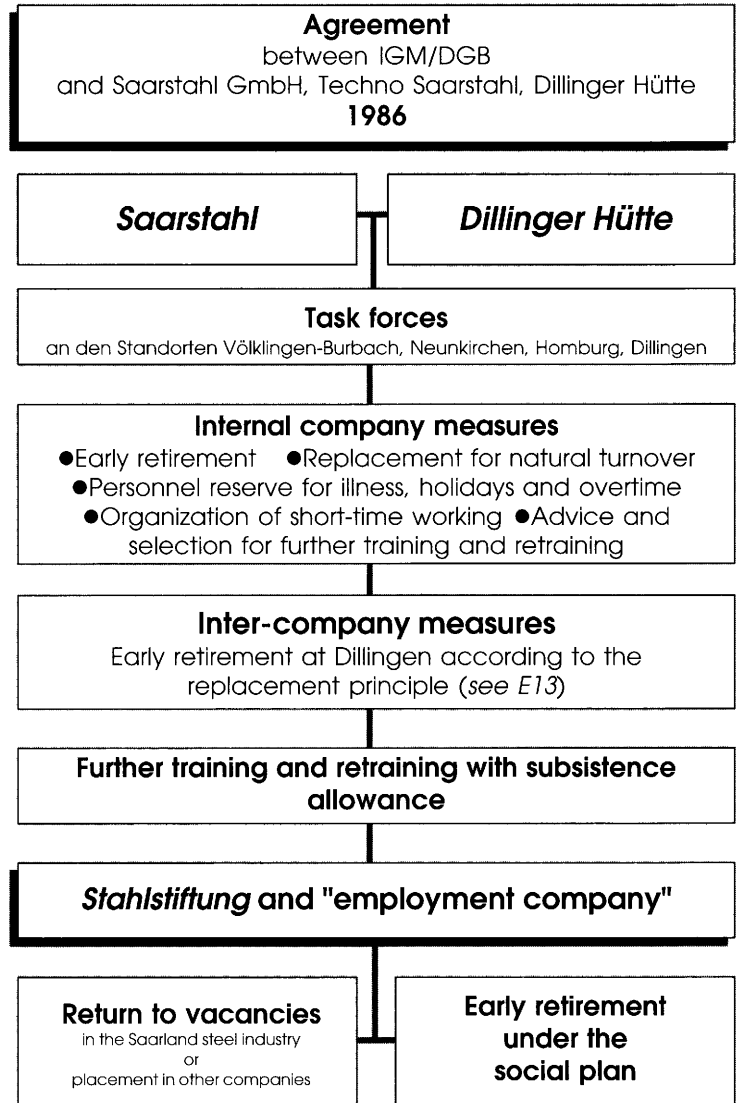 Agreement
between IGM/DGB
and Saarstahl GmbH, Techno Saarstahl, Dillinger Hütte
1986
Saarstahl
Dillinger Hütte
Task forces
an den Standorten Völklingen-Burbach, Neunkirchen, Homburg, Dillingen
Internal company measures
●Early retirement ●Replacement for natural turnover
●Personnel reserve for illness, holidays and overtime
●Organization of short-time working ●Advice and
selection for further training and retraining
Inter-company measures
Early retirement at Dillingen according to the
replacement principle (see E13)
Further training and retraining with subsistence
allowance
Stahlstiftung and "employment company"
Return to vacancies
in the Saarland steel industry
or
placement in other companies
Early retirement
under the
social plan